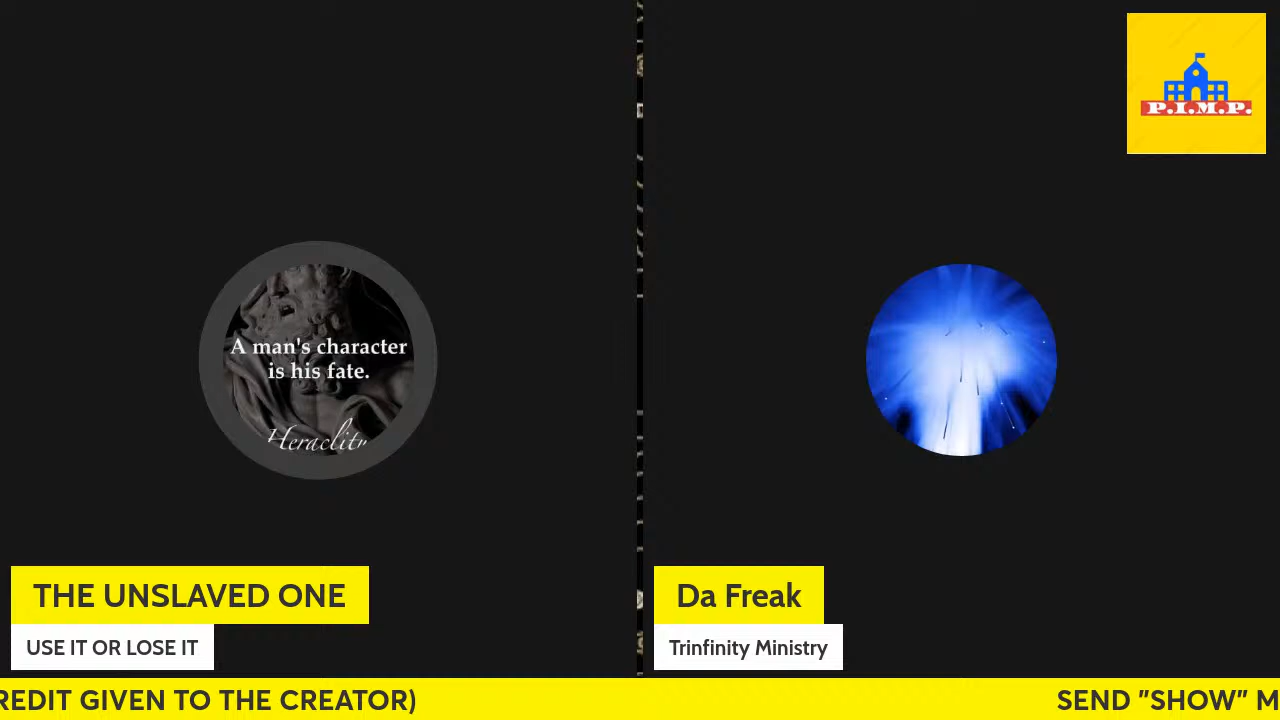 P.I.M.P.
A man's character
is his fate.
THE UNSLAVED ONE
Da Freak
USE IT OR LOSE IT
Trinfinity Ministry
REDIT GIVEN TO THE CREATOR)
SEND "SHOW" M